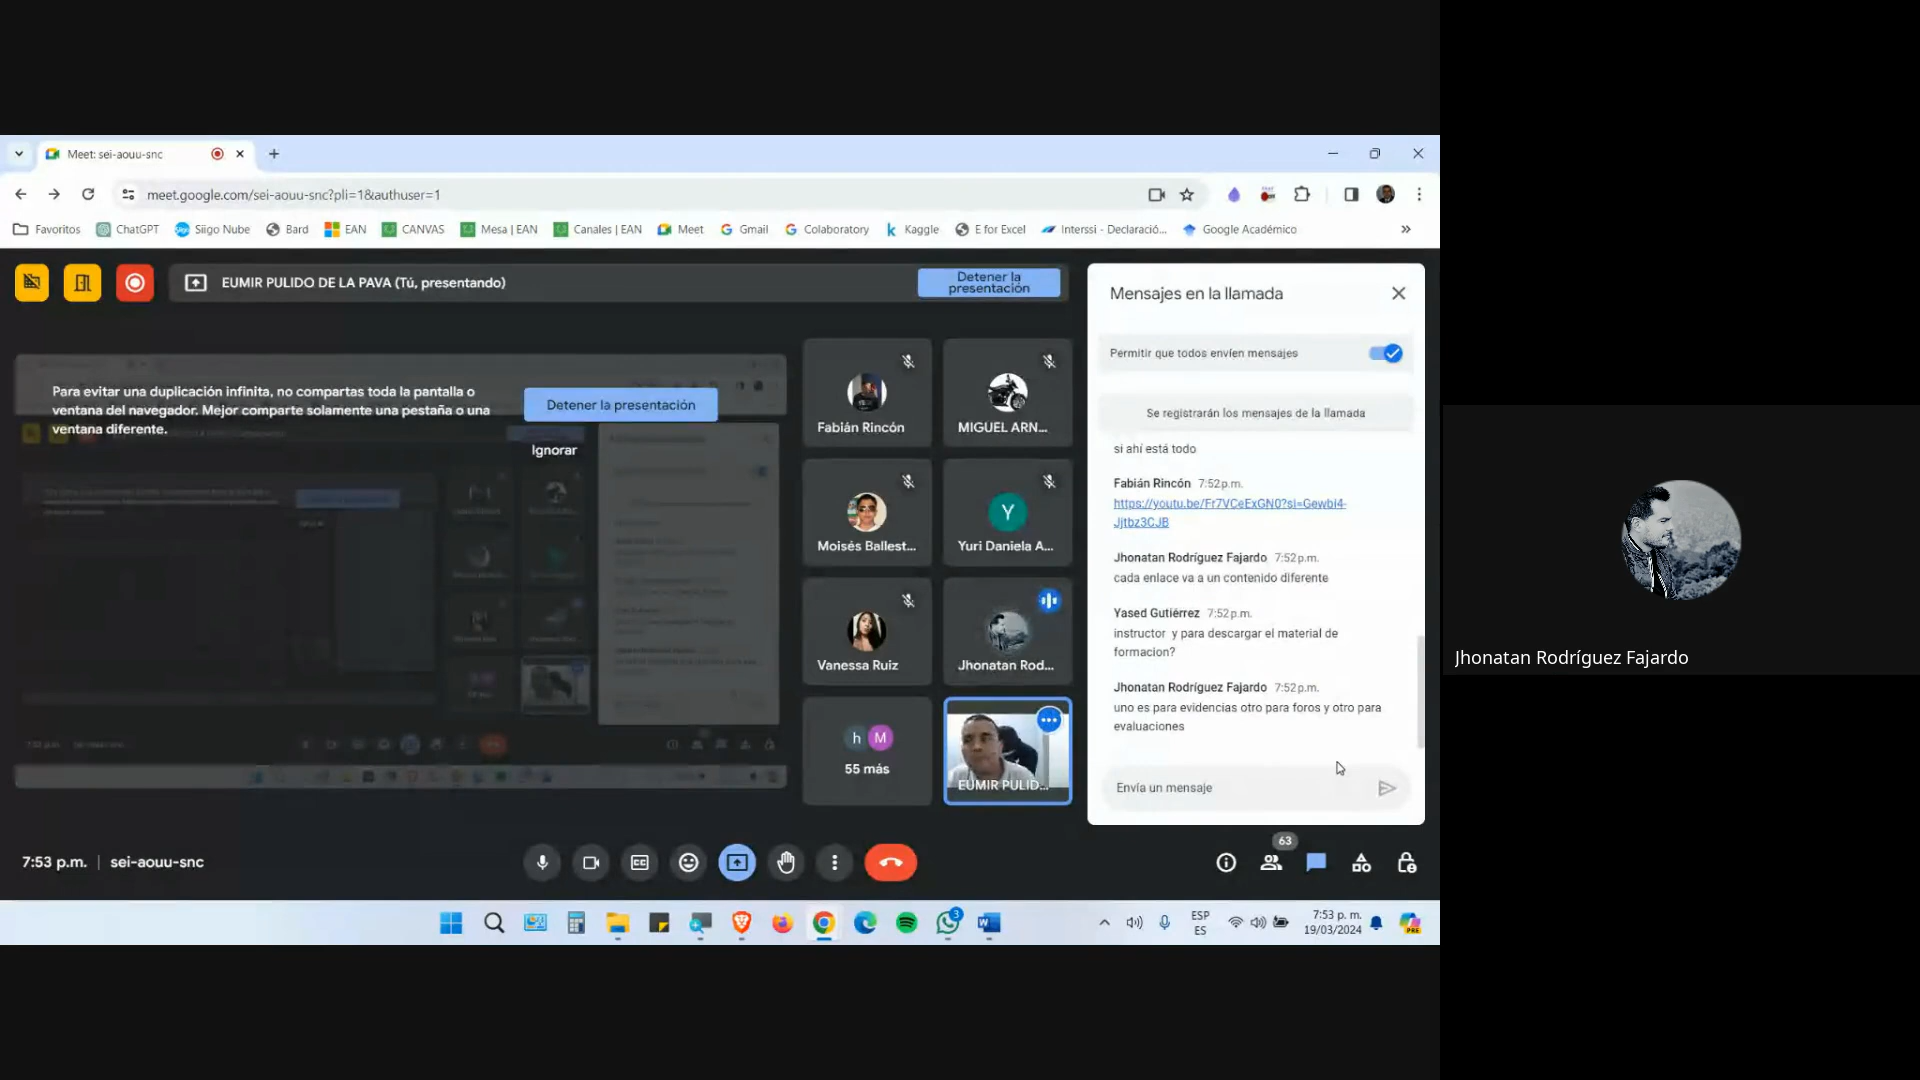 Meet: sei-aouu-snc
meet.google.com/sei-aouu-snc?pli=1&authuser=1
Favoritos ChatGPT Siigo Nube Bard EAN CANVAS Mesa | EAN Canales | EAN Meet Gmail Colaboratory Kaggle E for Excel Interssi - Declaració... Google Académico »
EUMIR PULIDO DE LA PAVA (Tú, presentando)
Detener la
presentación
Para evitar una duplicación infinita, no compartas toda la pantalla o
ventana del navegador. Mejor comparte solamente una pestaña o una
ventana diferente.
Detener la presentación
Ignorar
Fabián Rincón
MIGUEL ARN...
Moisés Ballest...
Y
Yuri Daniela A...
Vanessa Ruiz
Jhonatan Rod...
h M
55 más
EUMIR PULID...
Mensajes en la llamada
Permitir que todos envíen mensajes
Se registrarán los mensajes de la llamada
si ahí está todo
Fabián Rincón 7:52 p.m.
https://youtu.be/Fr7VCeExGN0?si=Gewbi4-
Jjtbz3CJB
Jhonatan Rodríguez Fajardo 7:52 p.m.
cada enlace va a un contenido diferente
Yased Gutiérrez 7:52 p.m.
instructor y para descargar el material de
formacion?
Jhonatan Rodríguez Fajardo 7:52 p.m.
uno es para evidencias otro para foros y otro para
evaluaciones
Envía un mensaje
7:53 p.m. | sei-aouu-snc
63
3
ESP
ES
7:53 p. m.
19/03/2024
PRE
Jhonatan Rodríguez Fajardo